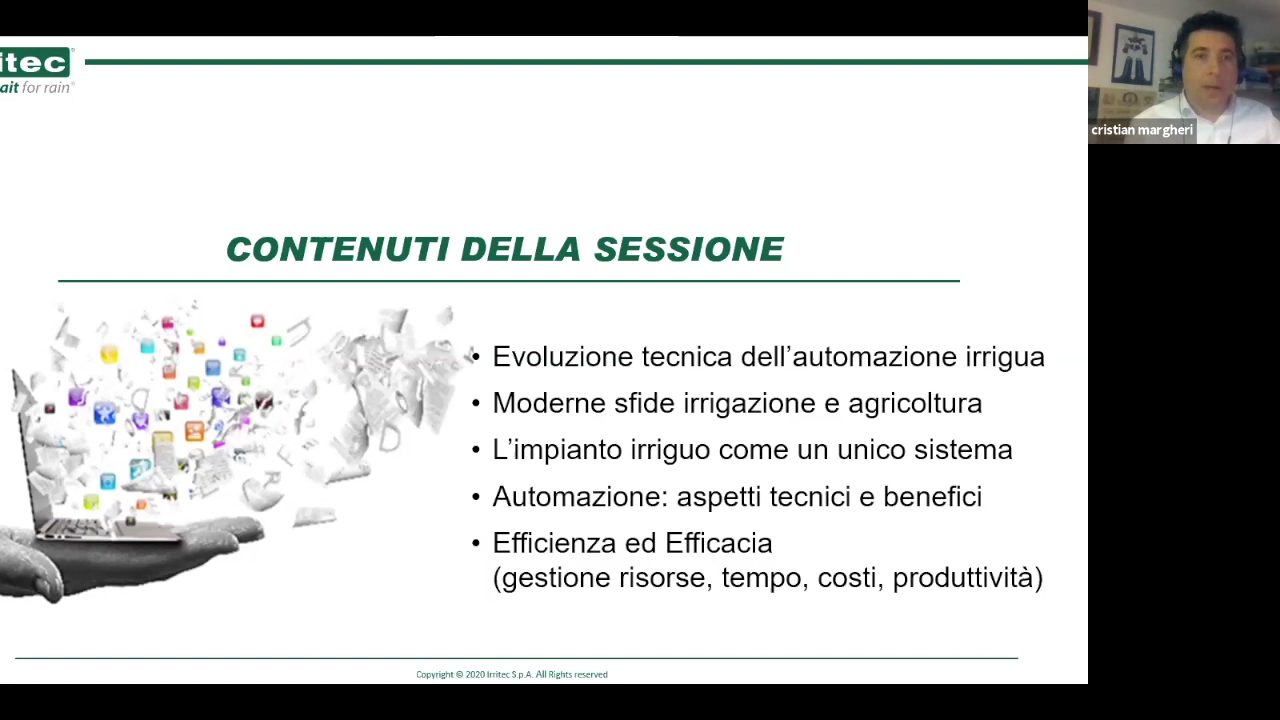 itec
ait for rain
cristian margheri
CONTENUTI DELLA SESSIONE
• Evoluzione tecnica dell’automazione irrigua
• Moderne sfide irrigazione e agricoltura
• L’impianto irriguo come un unico sistema
• Automazione: aspetti tecnici e benefici
• Efficienza ed Efficacia
(gestione risorse, tempo, costi, produttività)
Copyright © 2020 Irritec S.p.A. All Rights reserved